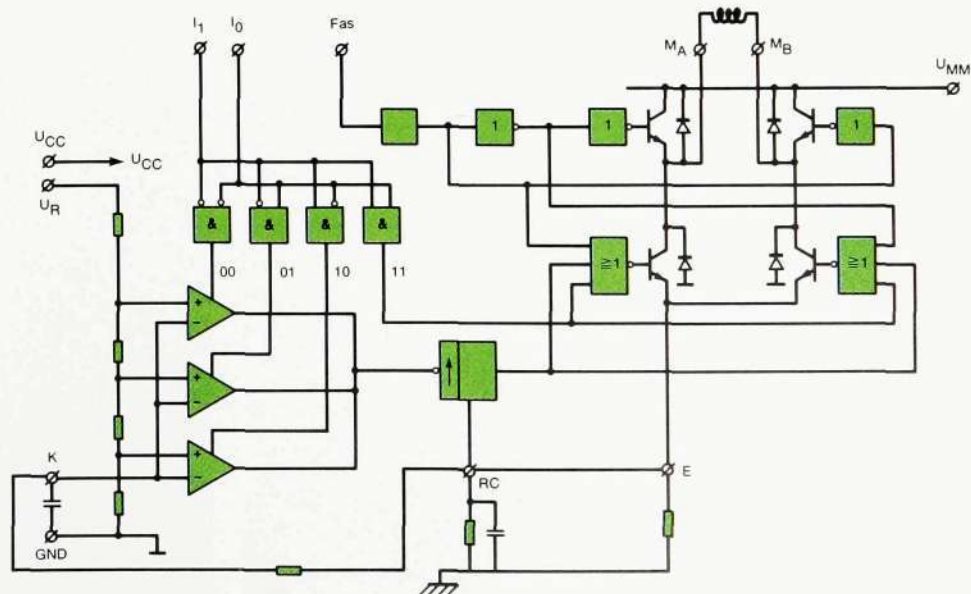 I1 I0 Fas
MA MB
UMM
1 1 1
UCC
UCC
UR
& & & &
≧1 ≧1
00 01 10 11
+
−
+
−
+
−
K
RC
E
GND